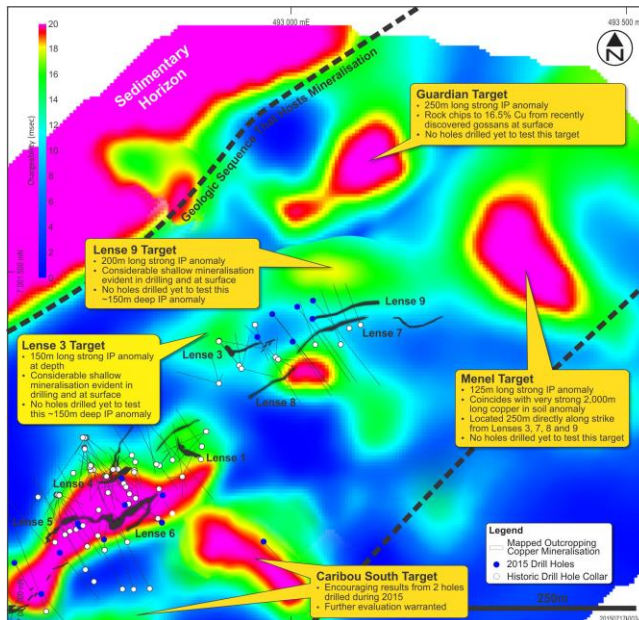 493 000 mE
493 500 mE
20
18
16
14
12
10
8
6
4
2
0
Chargeability (msec)
Sedimentary
Horizon
Geologic Sequence That Hosts Mineralisation
N
Guardian Target
• 250m long strong IP anomaly
• Rock chips to 16.5% Cu from recently
discovered gossans at surface
• No holes drilled yet to test this target
Lense 9 Target
• 200m long strong IP anomaly
• Considerable shallow mineralisation
evident in drilling and at surface
• No holes drilled yet to test this
~150m deep IP anomaly
Lense 3 Target
• 150m long strong IP anomaly
at depth
• Considerable shallow
mineralisation evident in
drilling and at surface
• No holes drilled yet to test
this ~150m deep IP anomaly
Lense 9
Lense 7
Lense 3
Lense 8
Menel Target
• 125m long strong IP anomaly
• Coincides with very strong 2,000m
long copper in soil anomaly
• Located 250m directly along strike
from Lenses 3, 7, 8 and 9
• No holes drilled yet to test this target
Lense 1
Lense 4
Lense 5
Lense 6
Caribou South Target
• Encouraging results from 2 holes
drilled during 2015
• Further evaluation warranted
Legend
Mapped Outcropping
Copper Mineralisation
2015 Drill Holes
Historic Drill Hole Collar
250m